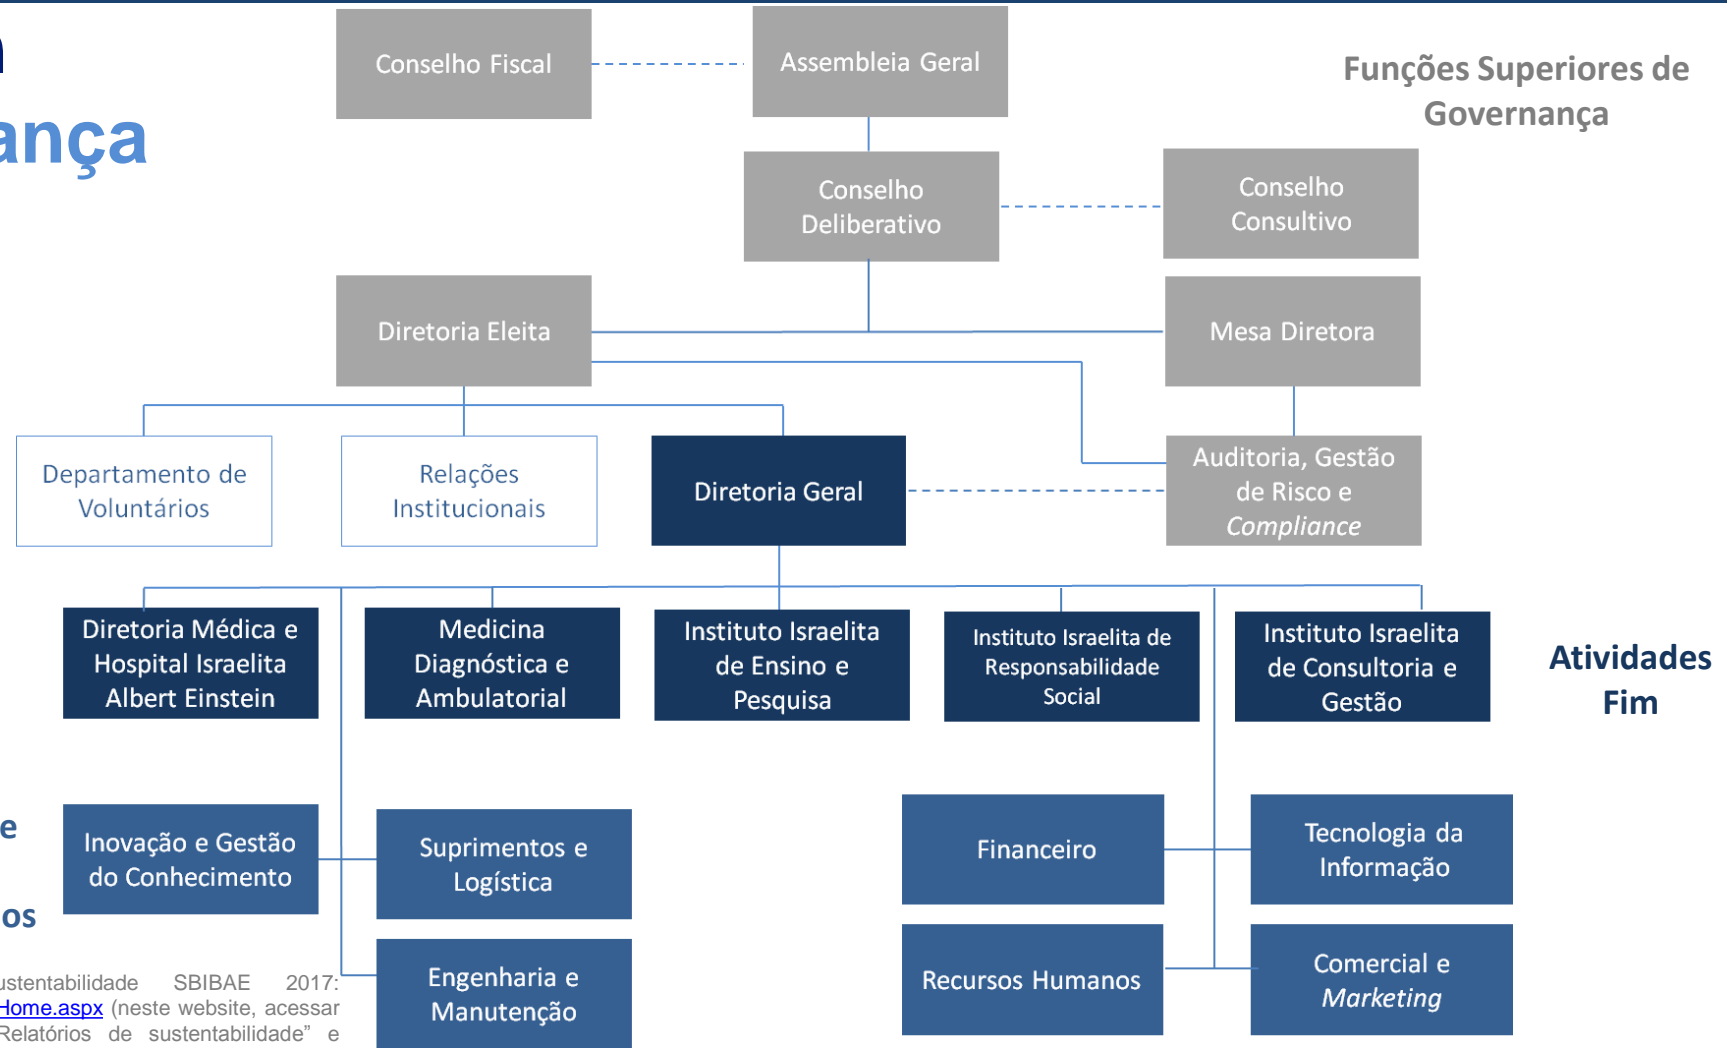 ança
Conselho Fiscal
Assembleia Geral
Funções Superiores de
Governança
Conselho
Deliberativo
Conselho
Consultivo
Diretoria Eleita
Mesa Diretora
Departamento de
Voluntários
Relações
Institucionais
Diretoria Geral
Auditoria, Gestão
de Risco e
Compliance
Diretoria Médica e
Hospital Israelita
Albert Einstein
Medicina
Diagnóstica e
Ambulatorial
Instituto Israelita
de Ensino e
Pesquisa
Instituto Israelita de
Responsabilidade
Social
Instituto Israelita
de Consultoria e
Gestão
Atividades
Fim
e
os
Inovação e Gestão
do Conhecimento
Suprimentos e
Logística
Financeiro
Tecnologia da
Informação
Engenharia e
Manutenção
Recursos Humanos
Comercial e
Marketing
ustentabilidade SBIBAE 2017:
Home.aspx (neste website, acessar
Relatórios de sustentabilidade” e